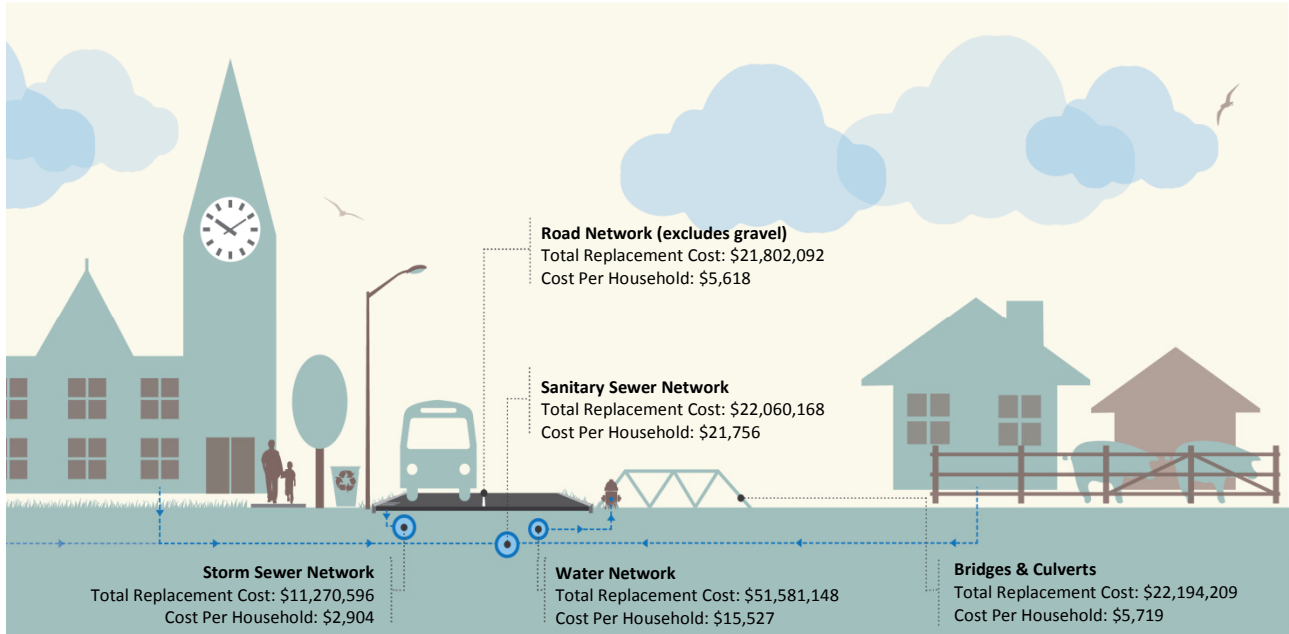 Road Network (excludes gravel)
Total Replacement Cost: $21,802,092
Cost Per Household: $5,618
Sanitary Sewer Network
Total Replacement Cost: $22,060,168
Cost Per Household: $21,756
Storm Sewer Network
Total Replacement Cost: $11,270,596
Cost Per Household: $2,904
Water Network
Total Replacement Cost: $51,581,148
Cost Per Household: $15,527
Bridges & Culverts
Total Replacement Cost: $22,194,209
Cost Per Household: $5,719